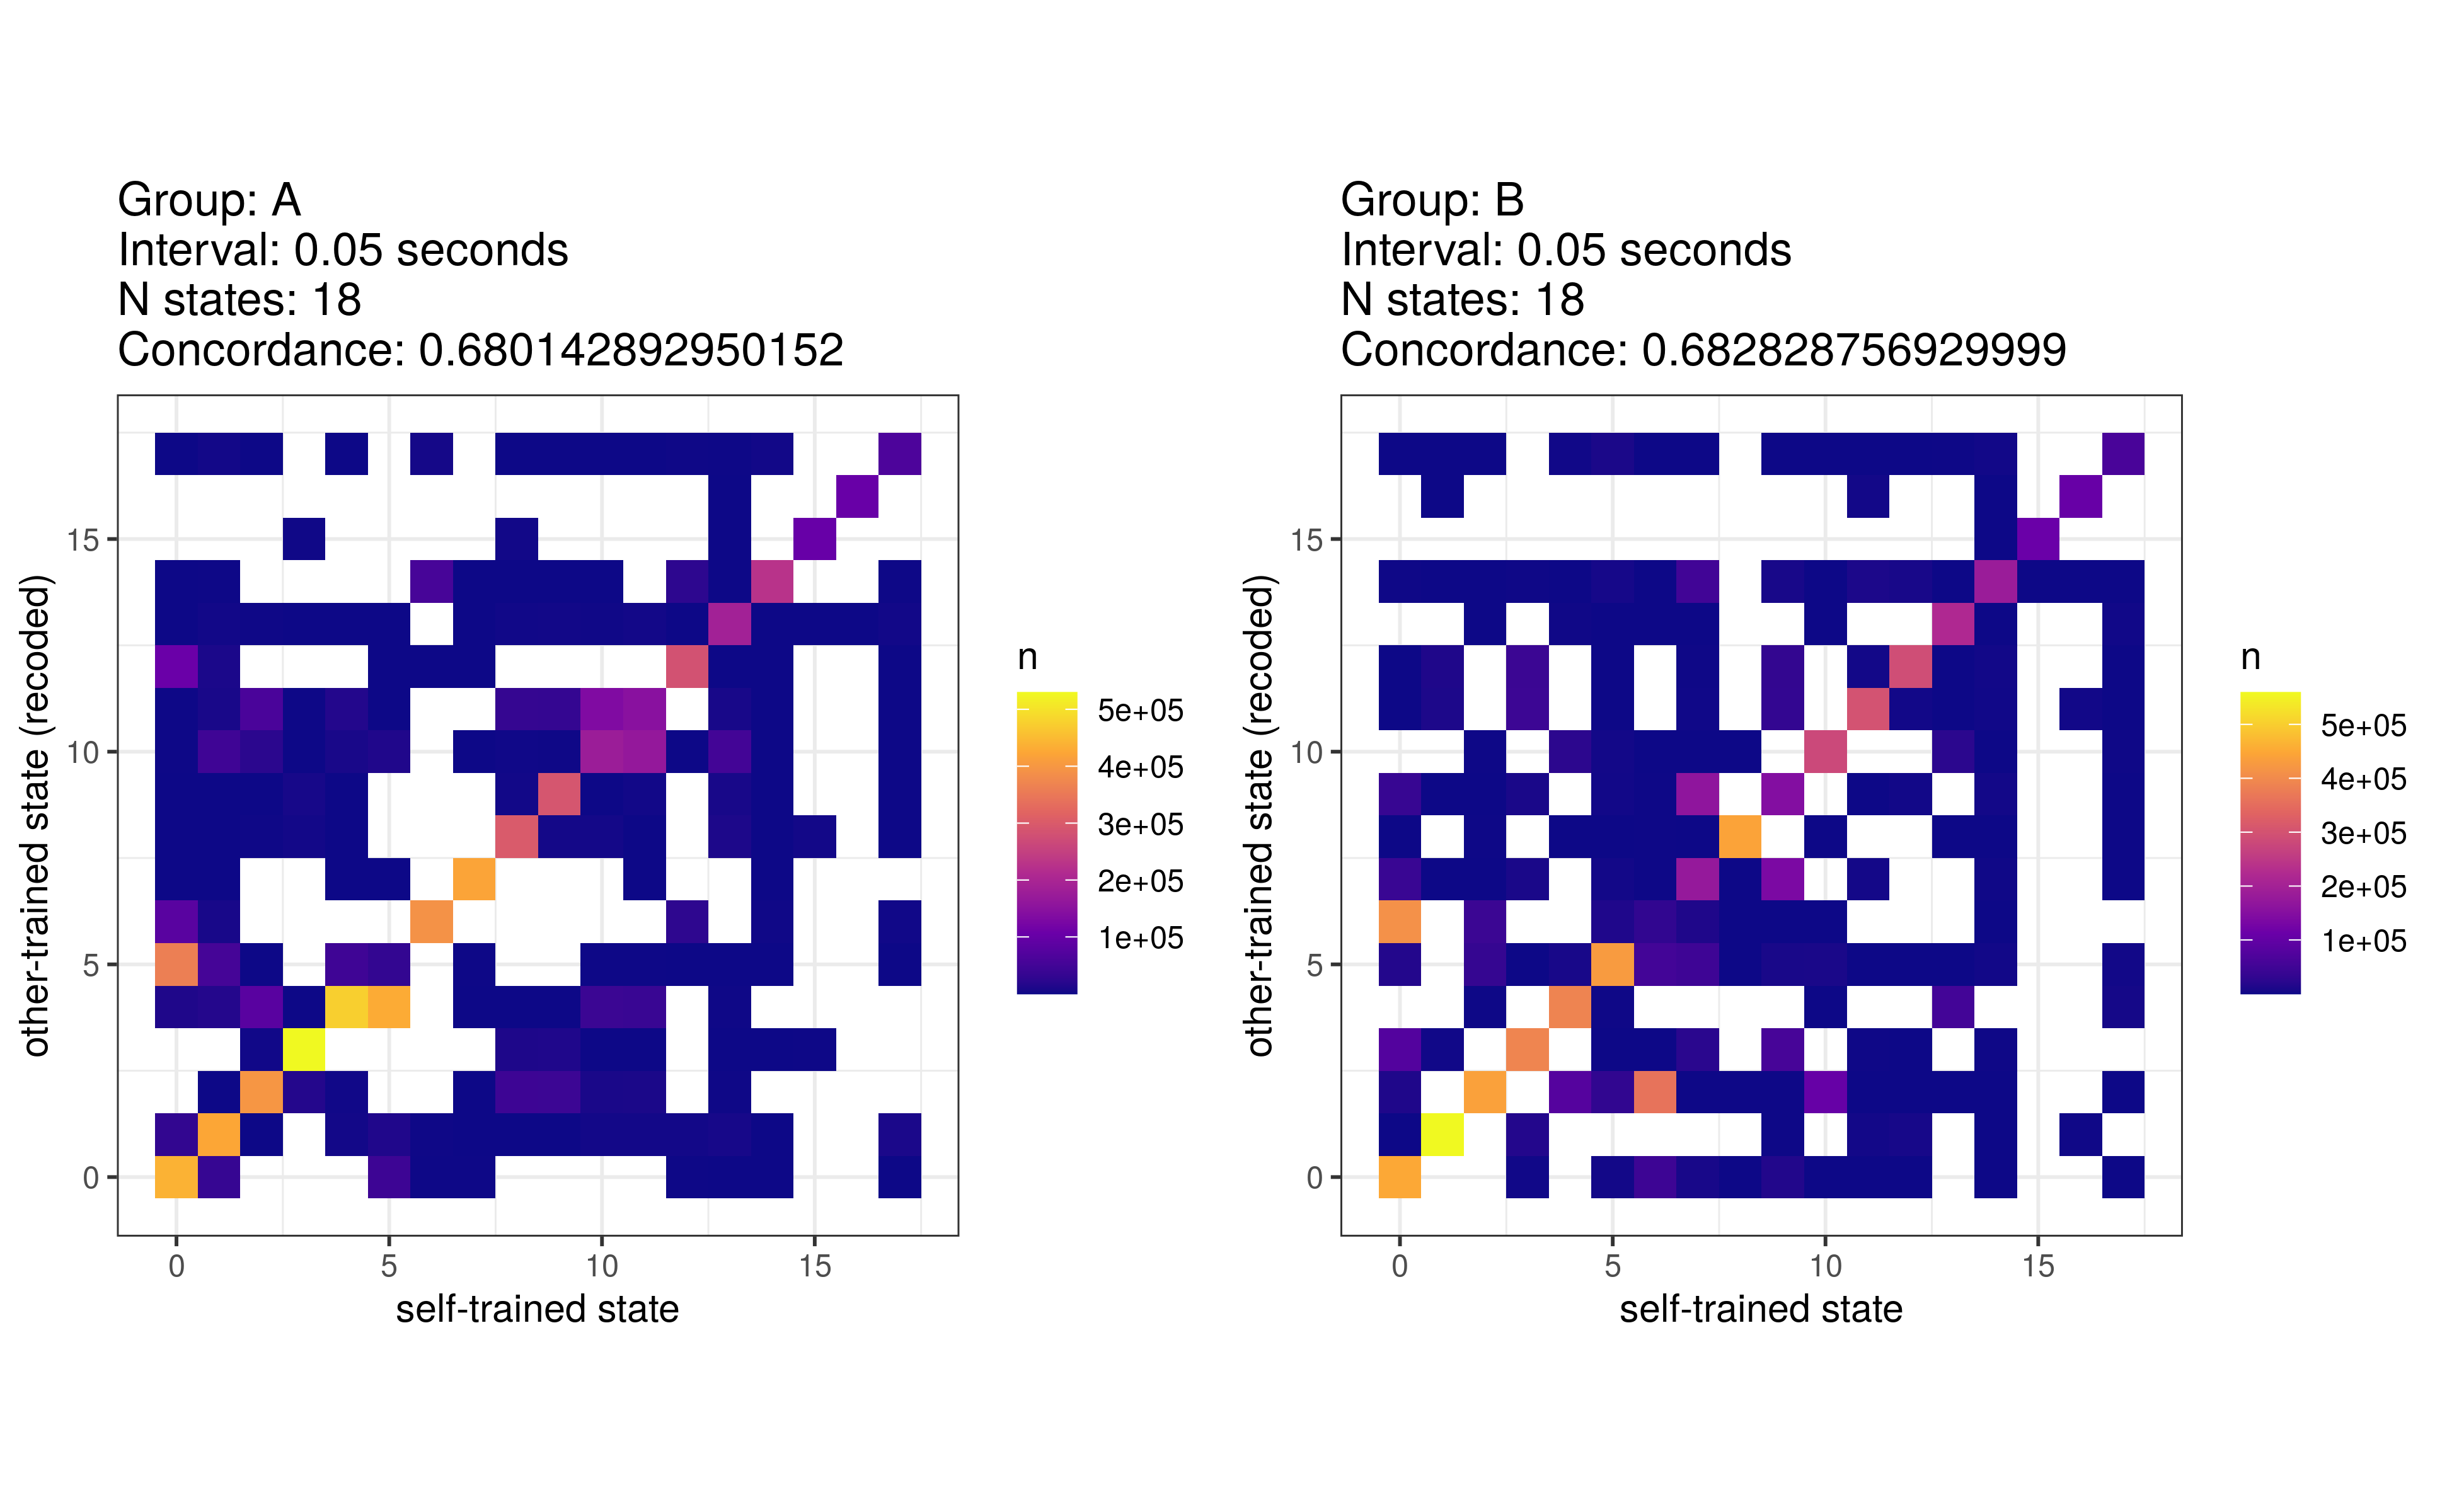 Group: A
Interval: 0.05 seconds
N states: 18
Concordance: 0.680142892950152
other-trained state (recoded)
15
10
5
0
0 5 10 15
self-trained state
n
5e+05
4e+05
3e+05
2e+05
1e+05
Group: B
Interval: 0.05 seconds
N states: 18
Concordance: 0.682828756929999
other-trained state (recoded)
15
10
5
0
0 5 10 15
self-trained state
n
5e+05
4e+05
3e+05
2e+05
1e+05